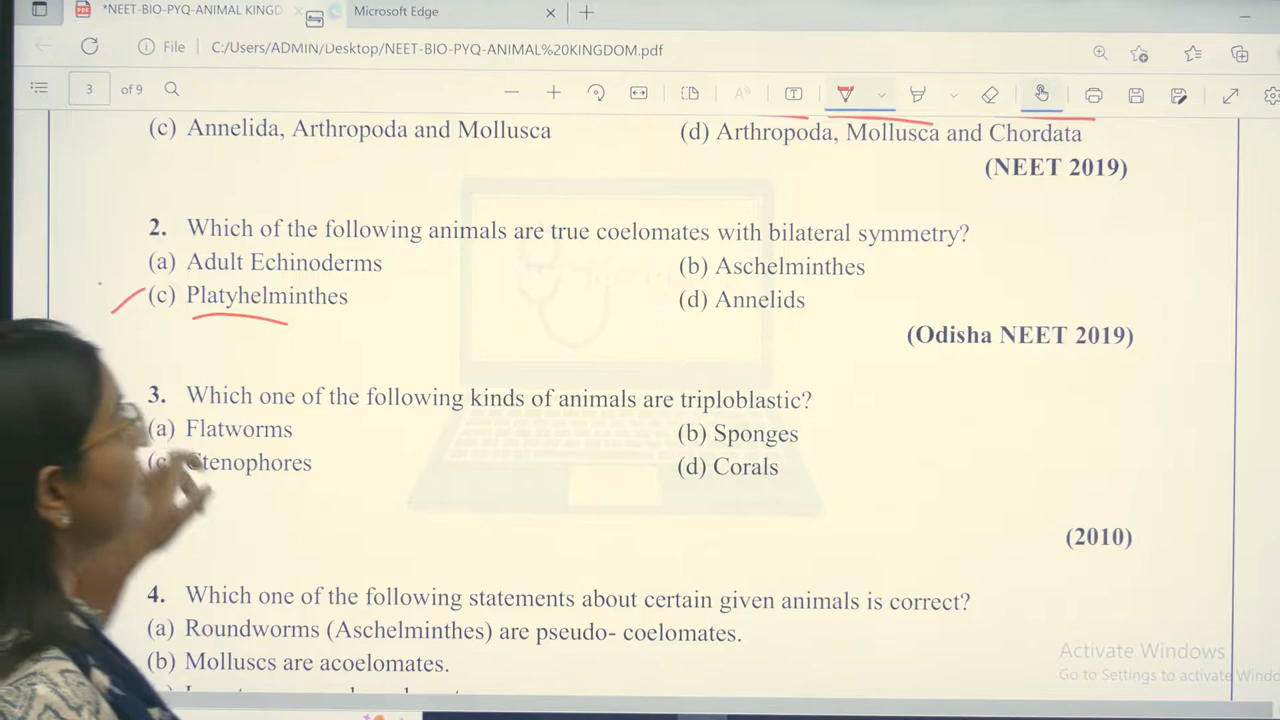 *NEET-BIO-PYQ-ANIMAL KINGD
Microsoft Edge
File
C:/Users/ADMIN/Desktop/NEET-BIO-PYQ-ANIMAL%20KINGDOM.pdf
3 of 9
(c) Annelida, Arthropoda and Mollusca
(d) Arthropoda, Mollusca and Chordata
(NEET 2019)
2. Which of the following animals are true coelomates with bilateral symmetry?
(a) Adult Echinoderms
(b) Aschelminthes
(c) Platyhelminthes
(d) Annelids
(Odisha NEET 2019)
3. Which one of the following kinds of animals are triploblastic?
(a) Flatworms
(b) Sponges
(c) Ctenophores
(d) Corals
(2010)
4. Which one of the following statements about certain given animals is correct?
(a) Roundworms (Aschelminthes) are pseudo- coelomates.
(b) Molluscs are acoelomates.
Activate Windows
Go to Settings to activate Windo